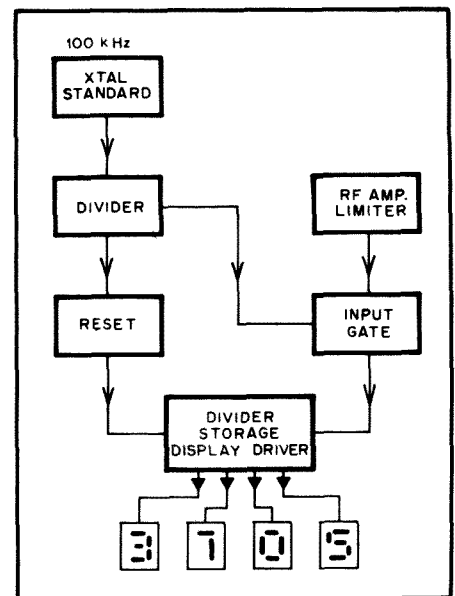 100 kHz
XTAL
STANDARD
DIVIDER
RF AMP.
LIMITER
RESET
INPUT
GATE
DIVIDER
STORAGE
DISPLAY DRIVER
3 7 0 5